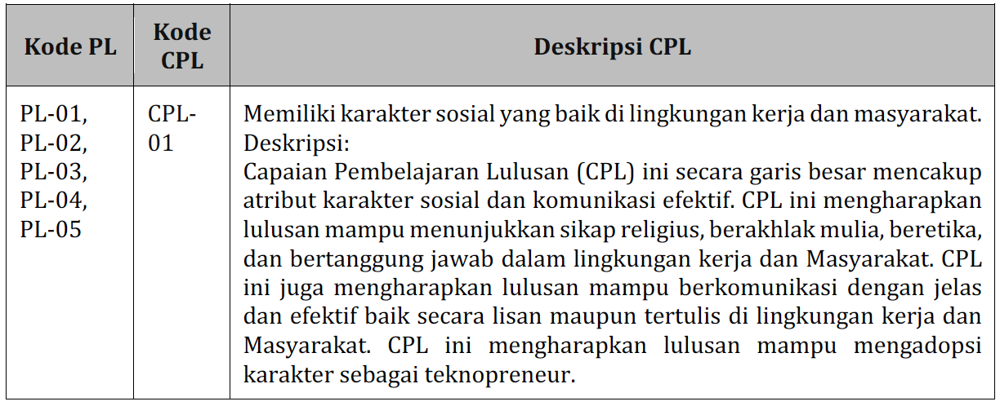 Kode PL
Kode
CPL
Deskripsi CPL
PL-01,
PL-02,
PL-03,
PL-04,
PL-05
CPL-
01
Memiliki karakter sosial yang baik di lingkungan kerja dan masyarakat.
Deskripsi:
Capaian Pembelajaran Lulusan (CPL) ini secara garis besar mencakup
atribut karakter sosial dan komunikasi efektif. CPL ini mengharapkan
lulusan mampu menunjukkan sikap religius, berakhlak mulia, beretika,
dan bertanggung jawab dalam lingkungan kerja dan Masyarakat. CPL
ini juga mengharapkan lulusan mampu berkomunikasi dengan jelas
dan efektif baik secara lisan maupun tertulis di lingkungan kerja dan
Masyarakat. CPL ini mengharapkan lulusan mampu mengadopsi
karakter sebagai teknopreneur.